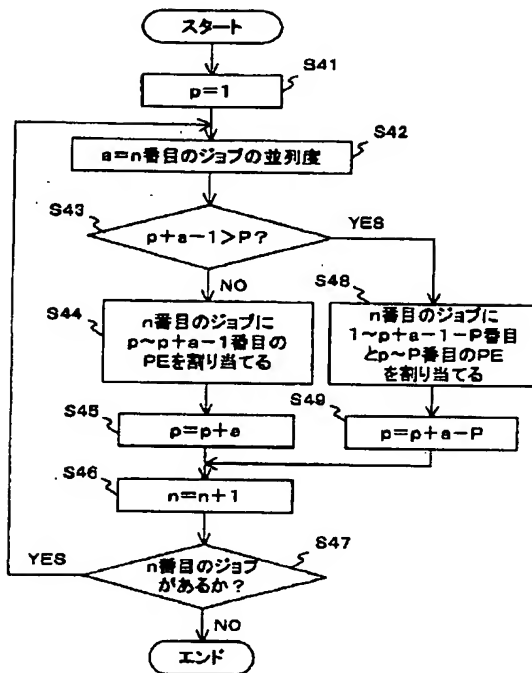 スタート
S41
p=1
S42
a=n番目のジョブの並列度
S43
p+a-1>P?
YES
NO
S44
n番目のジョブに
p~p+a-1番目の
PEを割り当てる
S48
n番目のジョブに
1~p+a-1-P番目
とp~P番目のPE
を割り当てる
S45
p=p+a
S49
p=p+a-P
S46
n=n+1
S47
YES
n番目のジョブ
があるか?
NO
エンド